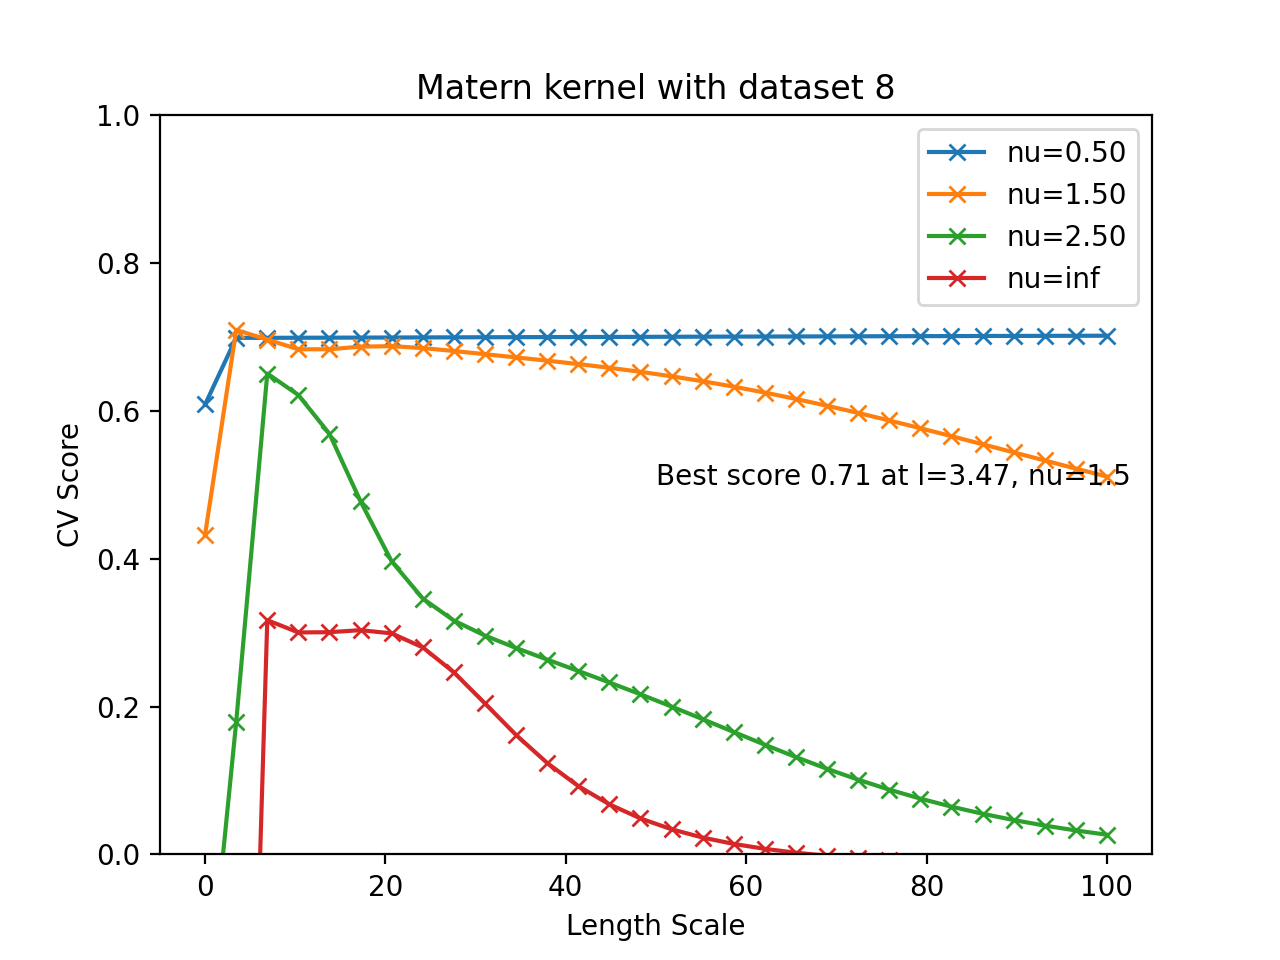 Matern kernel with dataset 8
1.0
0.8
0.6
0.4
0.2
0.0
CV Score
nu=0.50
nu=1.50
nu=2.50
nu=inf
Best score 0.71 at l=3.47, nu=1.5
0 20 40 60 80 100
Length Scale